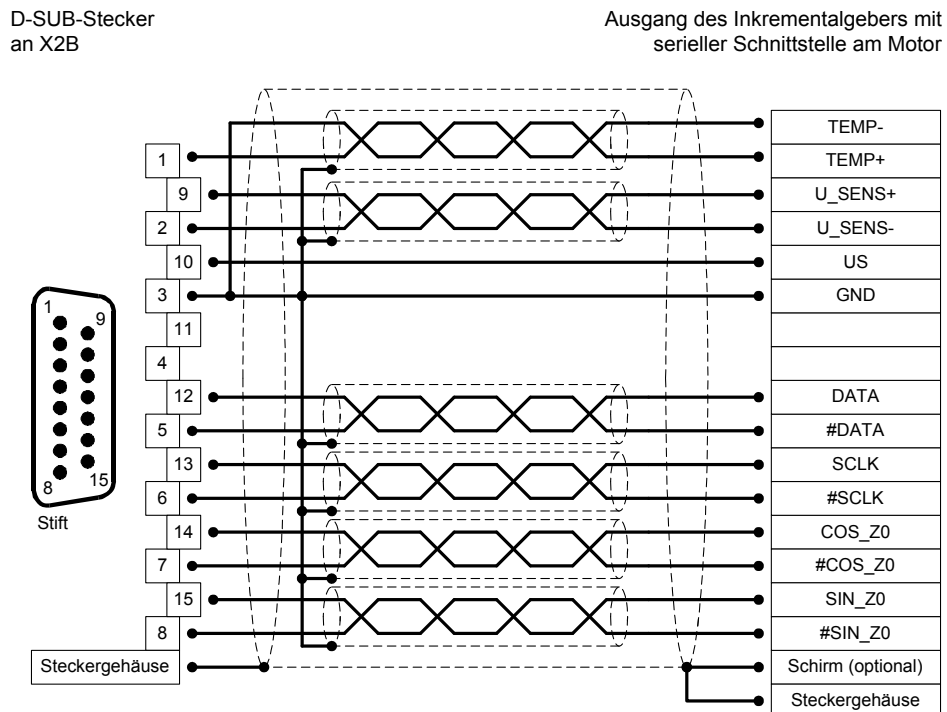 D-SUB-Stecker
an X2B
Ausgang des Inkrementalgebers mit
serieller Schnittstelle am Motor
TEMP-
1
TEMP+
9
U_SENS+
2
U_SENS-
10
US
3
GND
11
4
12
DATA
5
#DATA
13
SCLK
6
#SCLK
14
COS_Z0
7
#COS_Z0
15
SIN_Z0
8
#SIN_Z0
Steckergehäuse
Schirm (optional)
Steckergehäuse
1
9
8
15
Stift